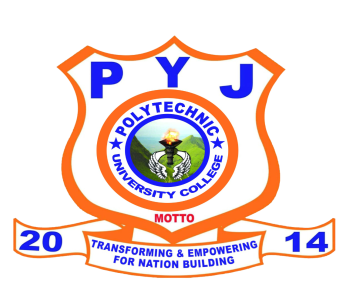 P Y J
POLYTECHNIC
UNIVERSITY COLLEGE
MOTTO
20 14
TRANSFORMING & EMPOWERING
FOR NATION BUILDING